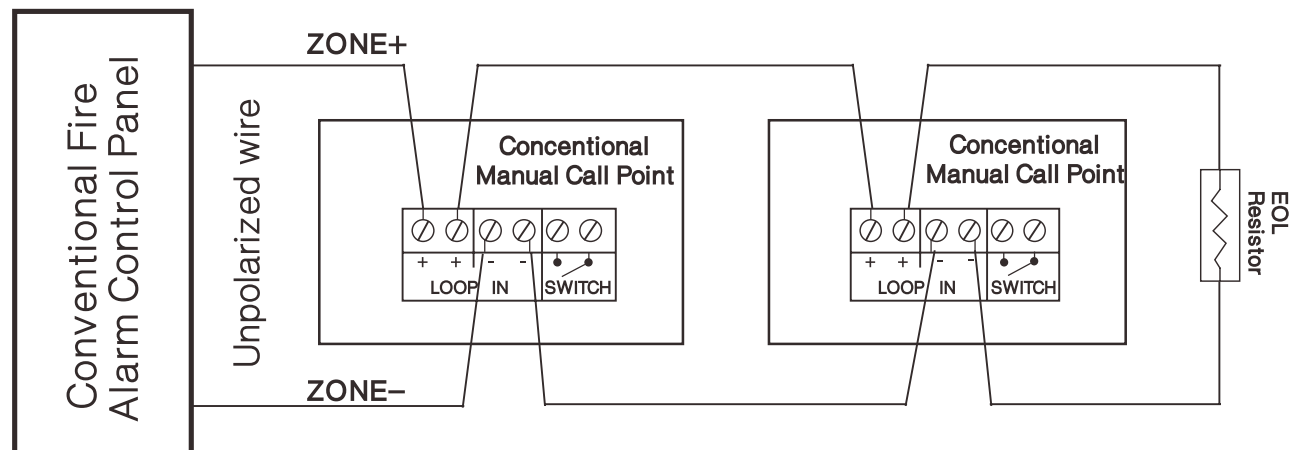 Conventional Fire
Alarm Control Panel
Unpolarized wire
ZONE+
ZONE–
Concentional
Manual Call Point
+ + - -
LOOP IN SWITCH
Concentional
Manual Call Point
+ + - -
LOOP IN SWITCH
EOL
Resistor